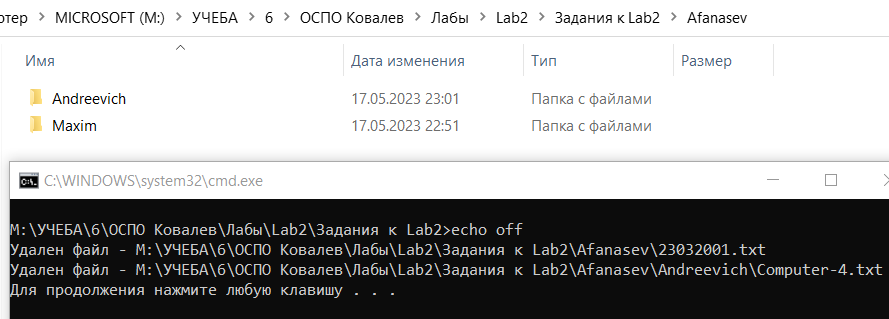 отер > MICROSOFT (M:) > УЧЕБА > 6 > ОСПО Ковалев > Лабы > Lab2 > Задания к Lab2 > Afanasev
Имя Дата изменения Тип Размер
Andreevich 17.05.2023 23:01 Папка с файлами
Maxim 17.05.2023 22:51 Папка с файлами
C:\WINDOWS\system32\cmd.exe
M:\УЧЕБА\6\ОСПО Ковалев\Лабы\Lab2\Задания к Lab2>echo off
Удален файл - M:\УЧЕБА\6\ОСПО Ковалев\Лабы\Lab2\Задания к Lab2\Afanasev\23032001.txt
Удален файл - M:\УЧЕБА\6\ОСПО Ковалев\Лабы\Lab2\Задания к Lab2\Afanasev\Andreevich\Computer-4.txt
Для продолжения нажмите любую клавишу . . .